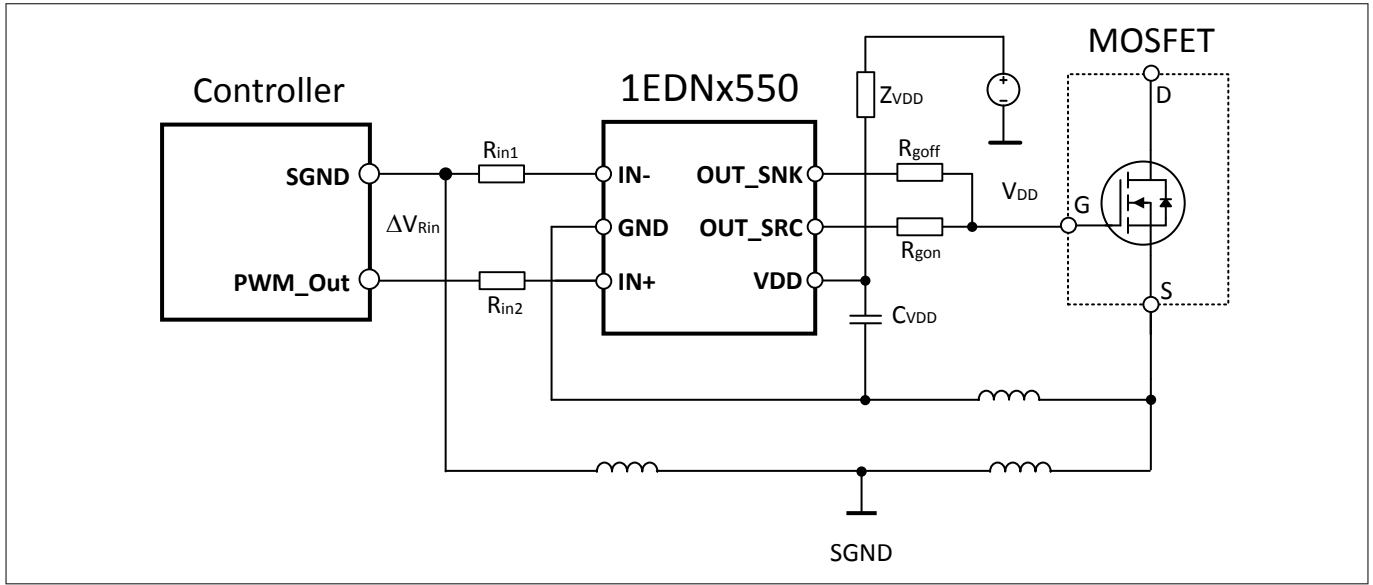 MOSFET
Controller
1EDNx550
D
ZVDD
+
−
Rin1
Rgoff
SGND
IN-
OUT_SNK
VDD
G
ΔVRin
GND
OUT_SRC
Rgon
PWM_Out
IN+
VDD
S
Rin2
CVDD
SGND